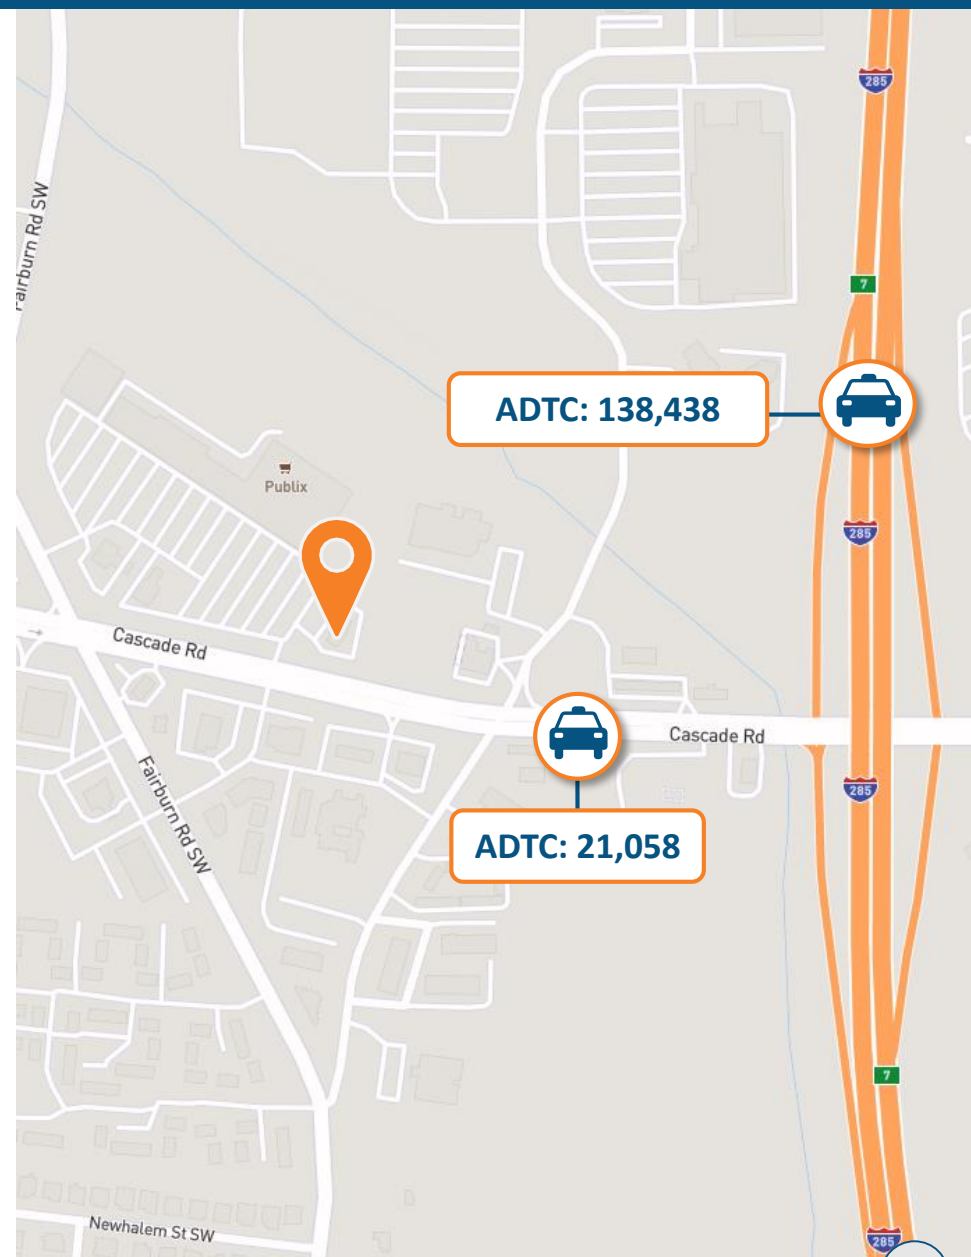 285
Fairburn Rd SW
7
ADTC: 138,438
Publix
285
Cascade Rd
Cascade Rd
285
Fairburn Rd SW
ADTC: 21,058
7
Newhalem St SW
285